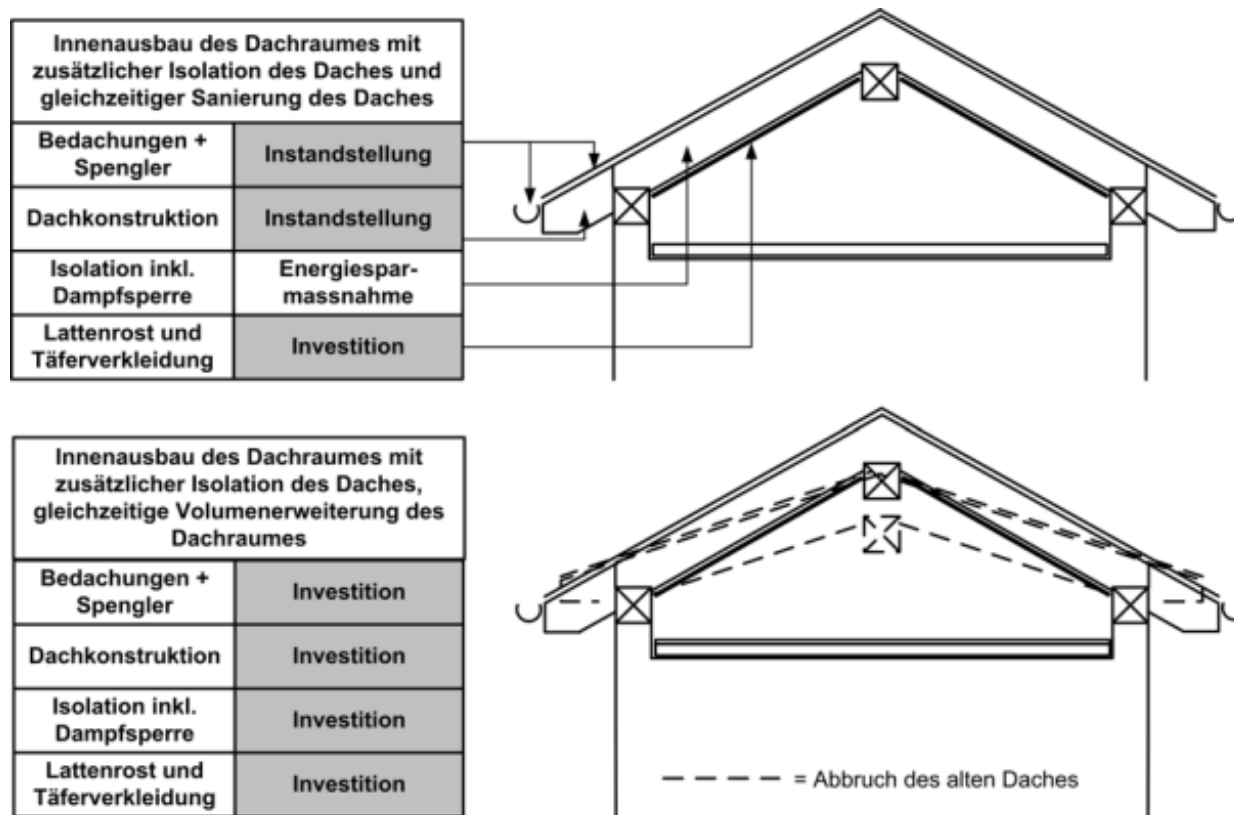 Innenausbau des Dachraumes mit
zusätzlicher Isolation des Daches und
gleichzeitiger Sanierung des Daches
Bedachungen +
Spengler
Instandstellung
Dachkonstruktion
Instandstellung
Isolation inkl.
Dampfsperre
Energiespar-
massnahme
Lattenrost und
Täferverkleidung
Investition
Innenausbau des Dachraumes mit
zusätzlicher Isolation des Daches,
gleichzeitige Volumenerweiterung des
Dachraumes
Bedachungen +
Spengler
Investition
Dachkonstruktion
Investition
Isolation inkl.
Dampfsperre
Investition
Lattenrost und
Täferverkleidung
Investition
= Abbruch des alten Daches